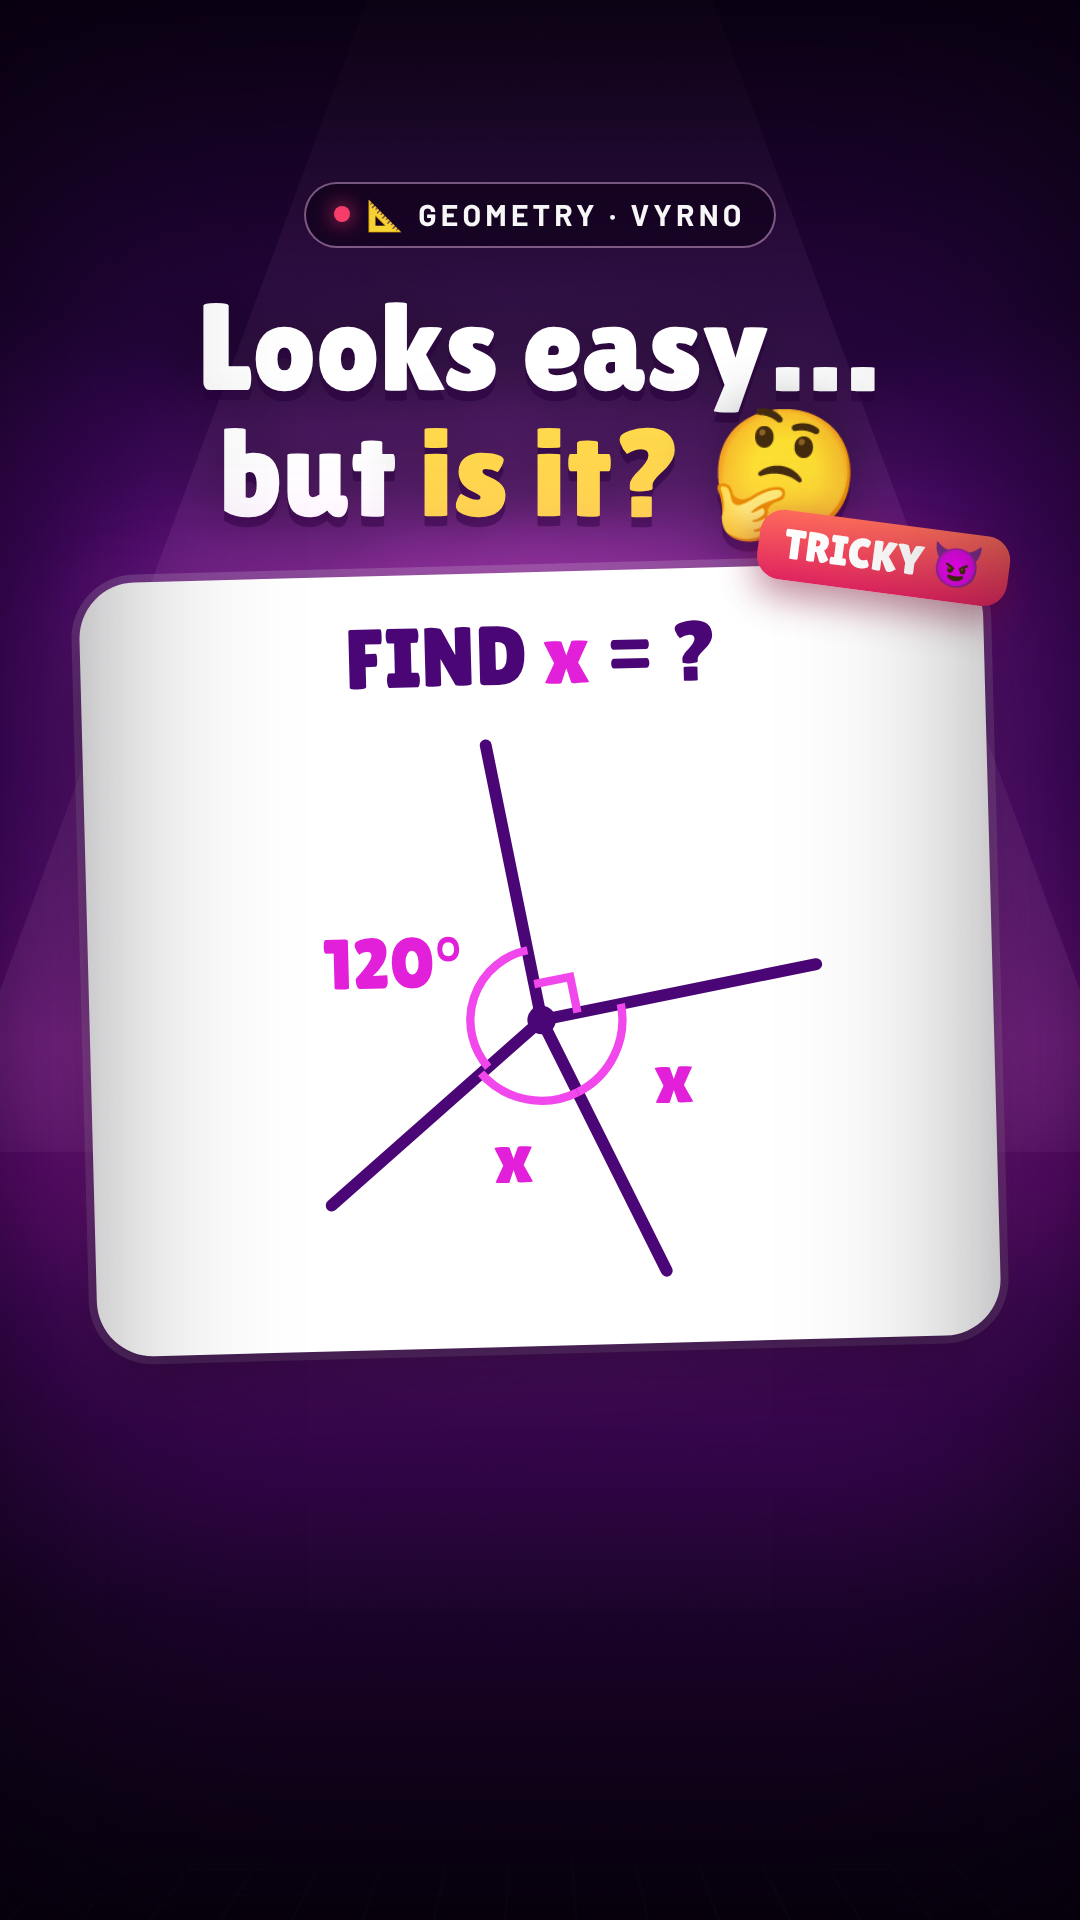 GEOMETRY · VYRNO
Looks easy...
but is it? 🤔
TRICKY 😈
FIND x = ?
120°
x
x